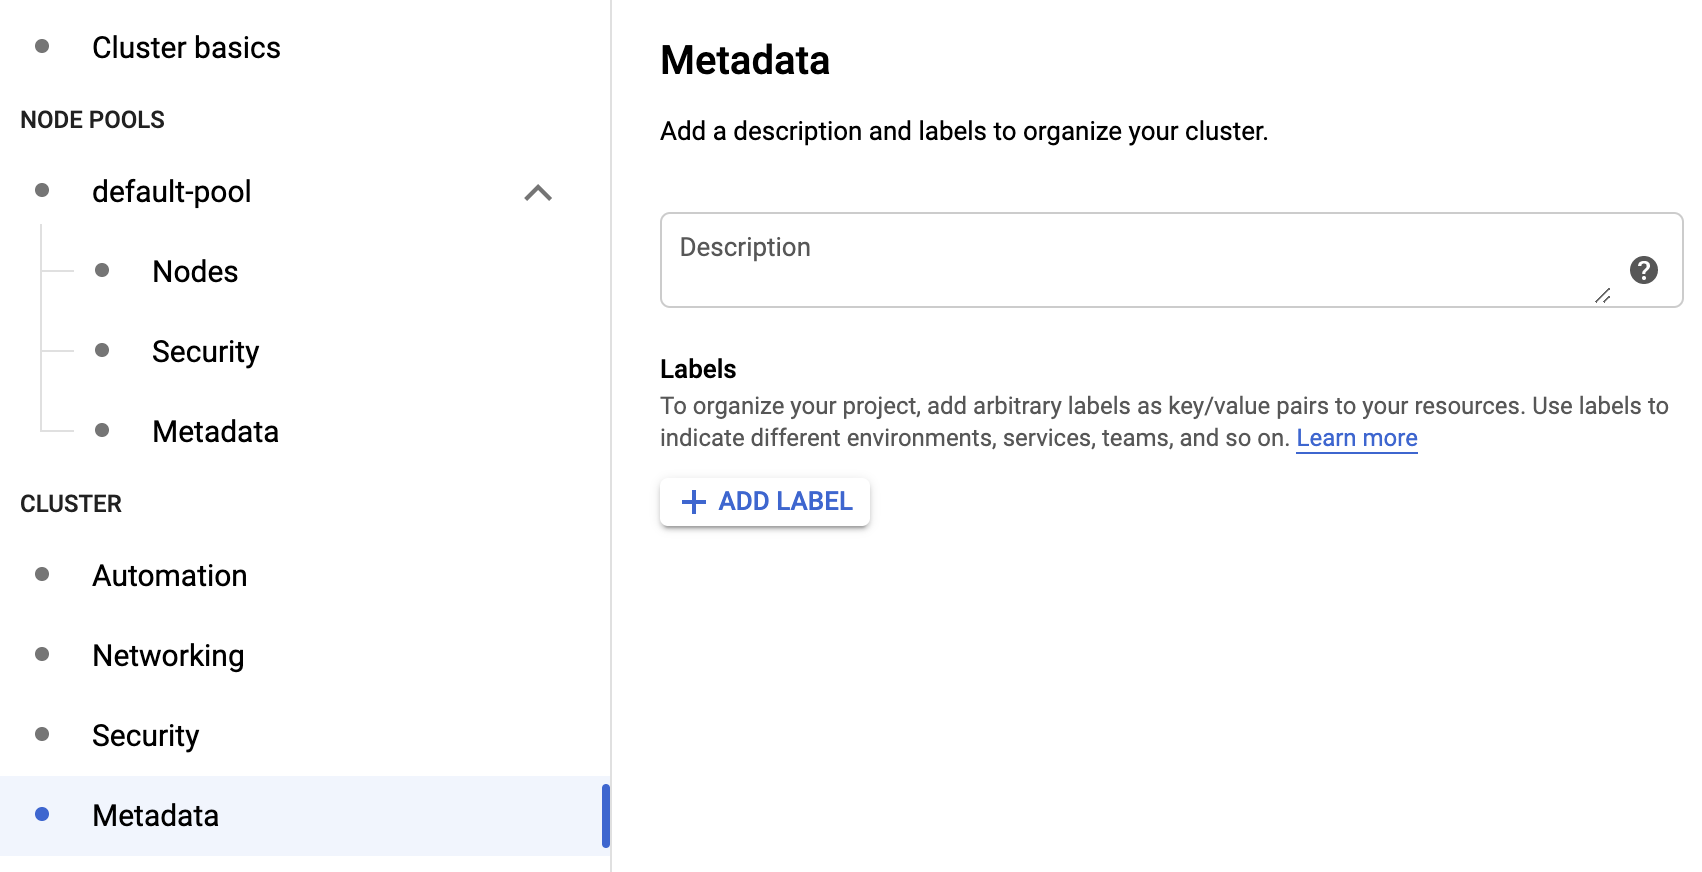 Cluster basics
NODE POOLS
default-pool
Nodes
Security
Metadata
CLUSTER
Automation
Networking
Security
Metadata
Metadata
Add a description and labels to organize your cluster.
Description
?
Labels
To organize your project, add arbitrary labels as key/value pairs to your resources. Use labels to
indicate different environments, services, teams, and so on. Learn more
+ ADD LABEL